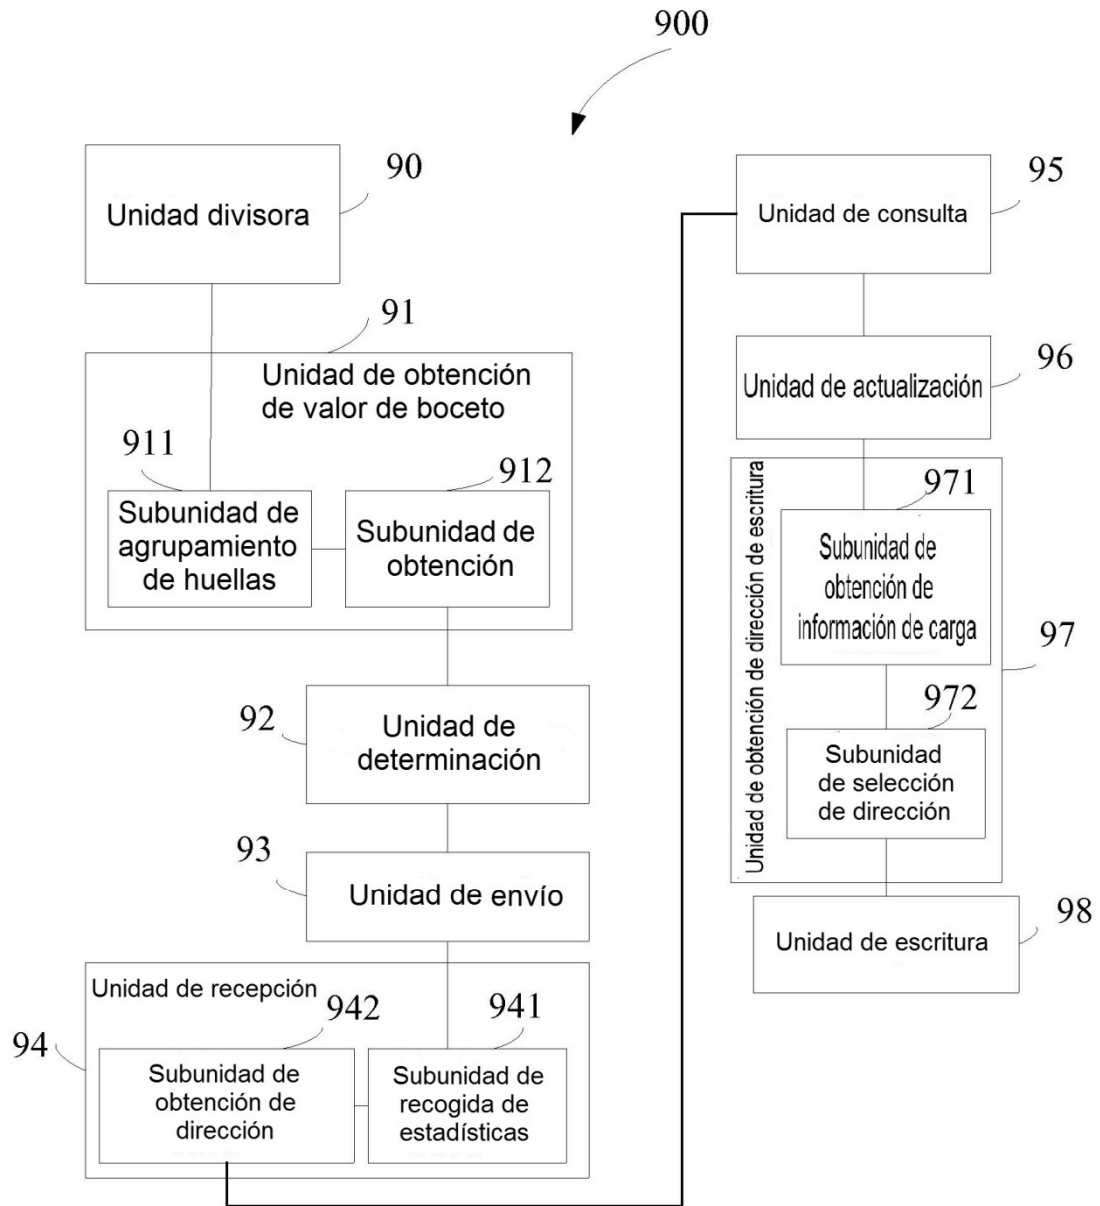 900
90
Unidad divisora
91
Unidad de obtención
de valor de boceto
911
Subunidad de
agrupamiento
de huellas
912
Subunidad de
obtención
92
Unidad de
determinación
93
Unidad de envío
Unidad de recepción
94
942
Subunidad de
obtención de
dirección
941
Subunidad de
recogida de
estadísticas
95
Unidad de consulta
96
Unidad de actualización
Unidad de obtención de dirección de escritura
97
971
Subunidad de
obtención de
información de carga
972
Subunidad
de selección
de dirección
98
Unidad de escritura